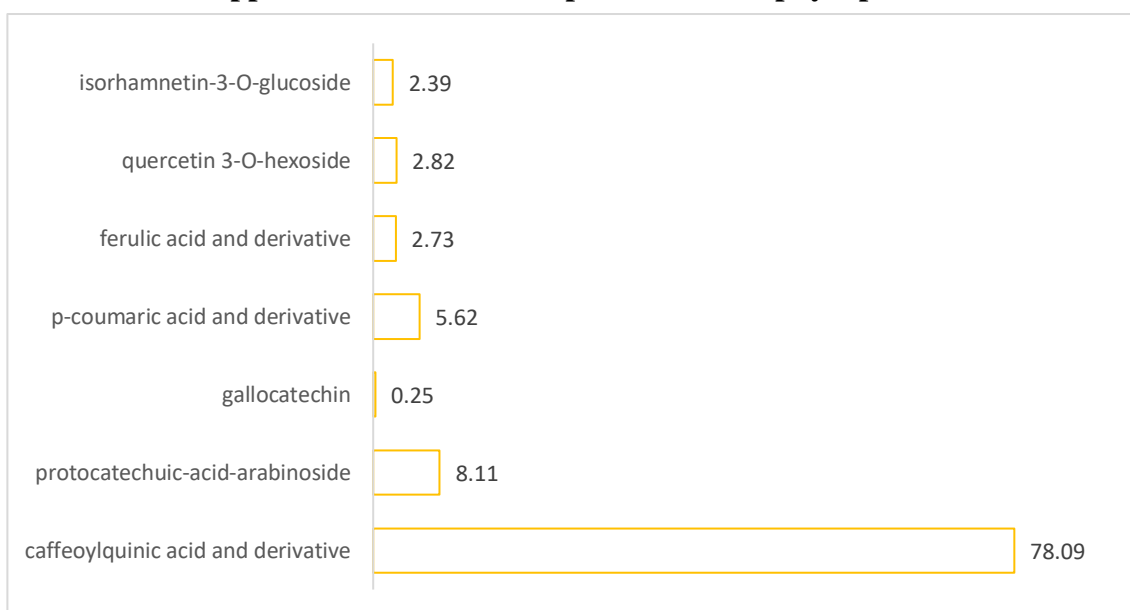 isorhamnetin-3-O-glucoside 2.39
quercetin 3-O-hexoside 2.82
ferulic acid and derivative 2.73
p-coumaric acid and derivative 5.62
gallocatechin 0.25
protocatechuic-acid-arabinoside 8.11
caffeoylquinic acid and derivative 78.09